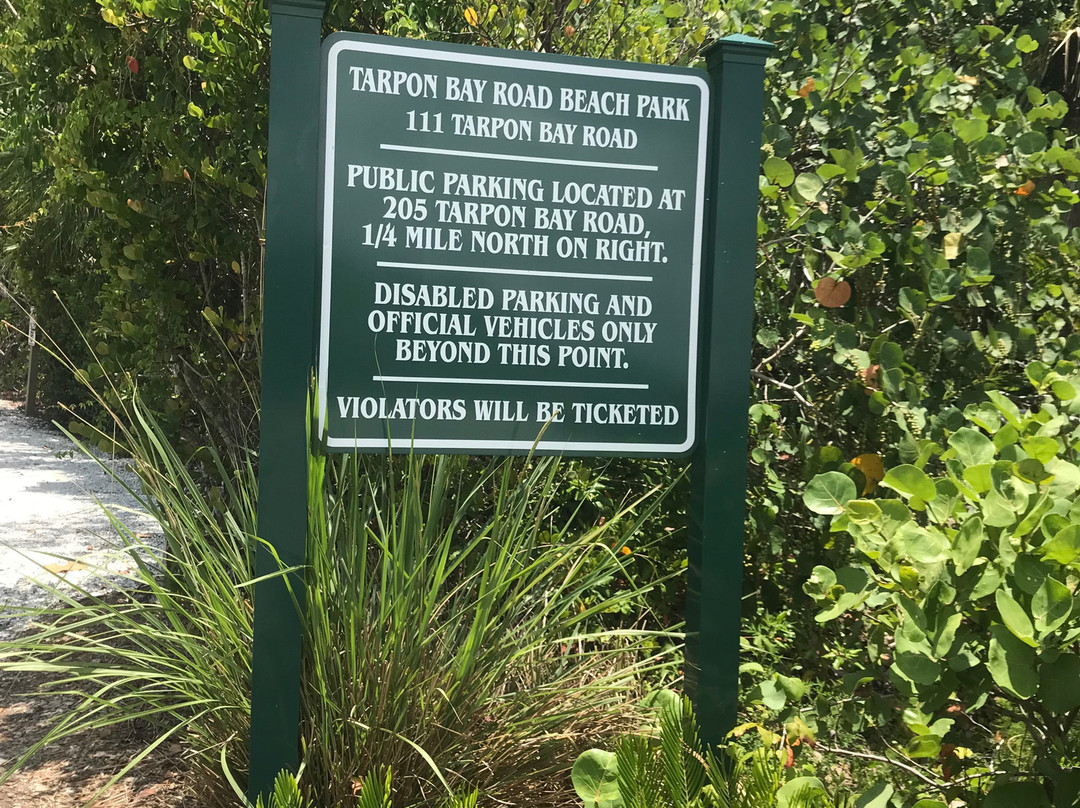 TARPON BAY ROAD BEACH PARK
111 TARPON BAY ROAD
PUBLIC PARKING LOCATED AT
205 TARPON BAY ROAD,
1/4 MILE NORTH ON RIGHT.
DISABLED PARKING AND
OFFICIAL VEHICLES ONLY
BEYOND THIS POINT.
VIOLATORS WILL BE TICKETED